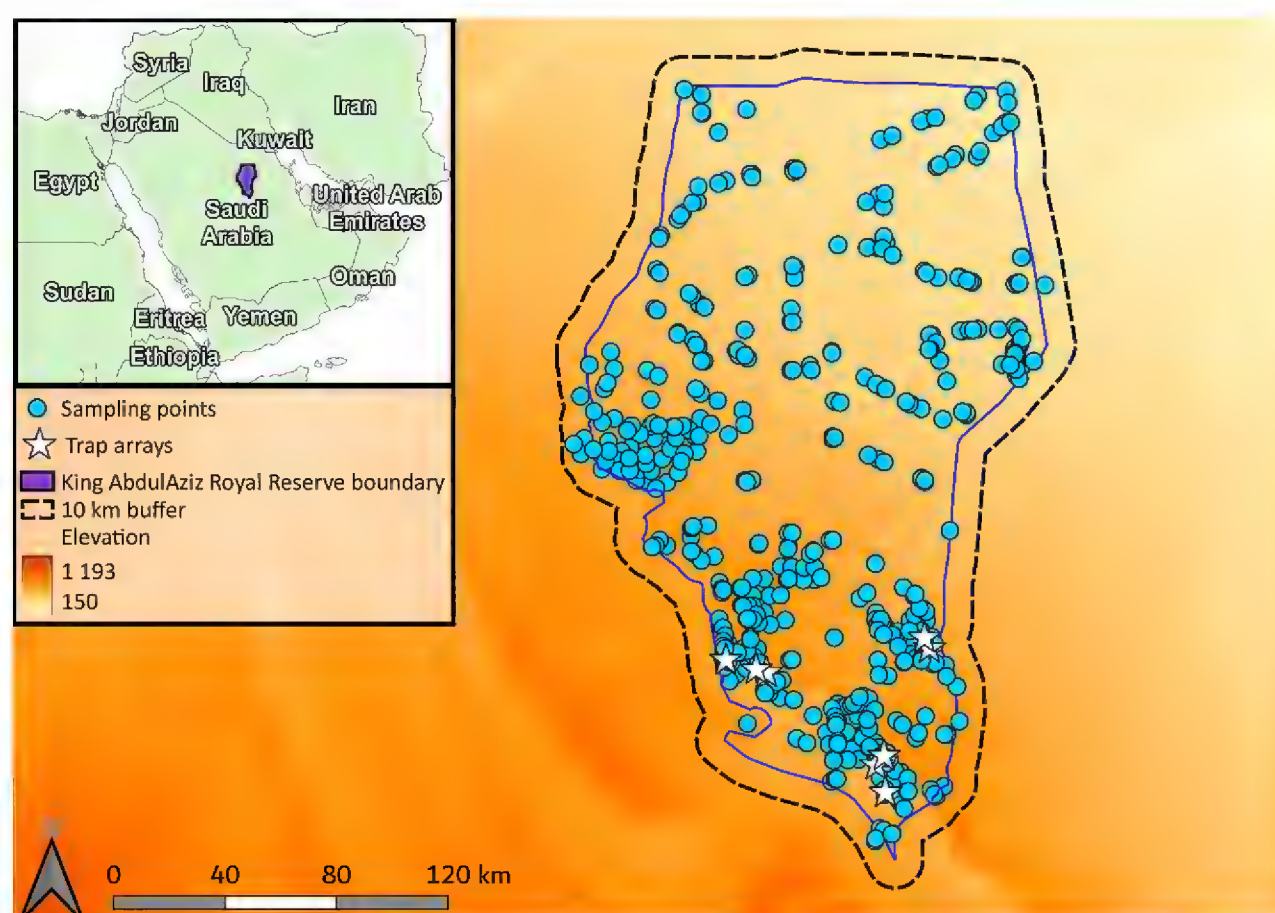 Syria
Iraq
Iran
Jordan
Kuwait
Egypt
United Arab
Emirates
Saudi
Arabia
Oman
Sudan
Eritrea
Yemen
Ethiopia
Sampling points
Trap arrays
King AbdulAziz Royal Reserve boundary
10 km buffer
Elevation
1 193
150
0 40 80 120 km